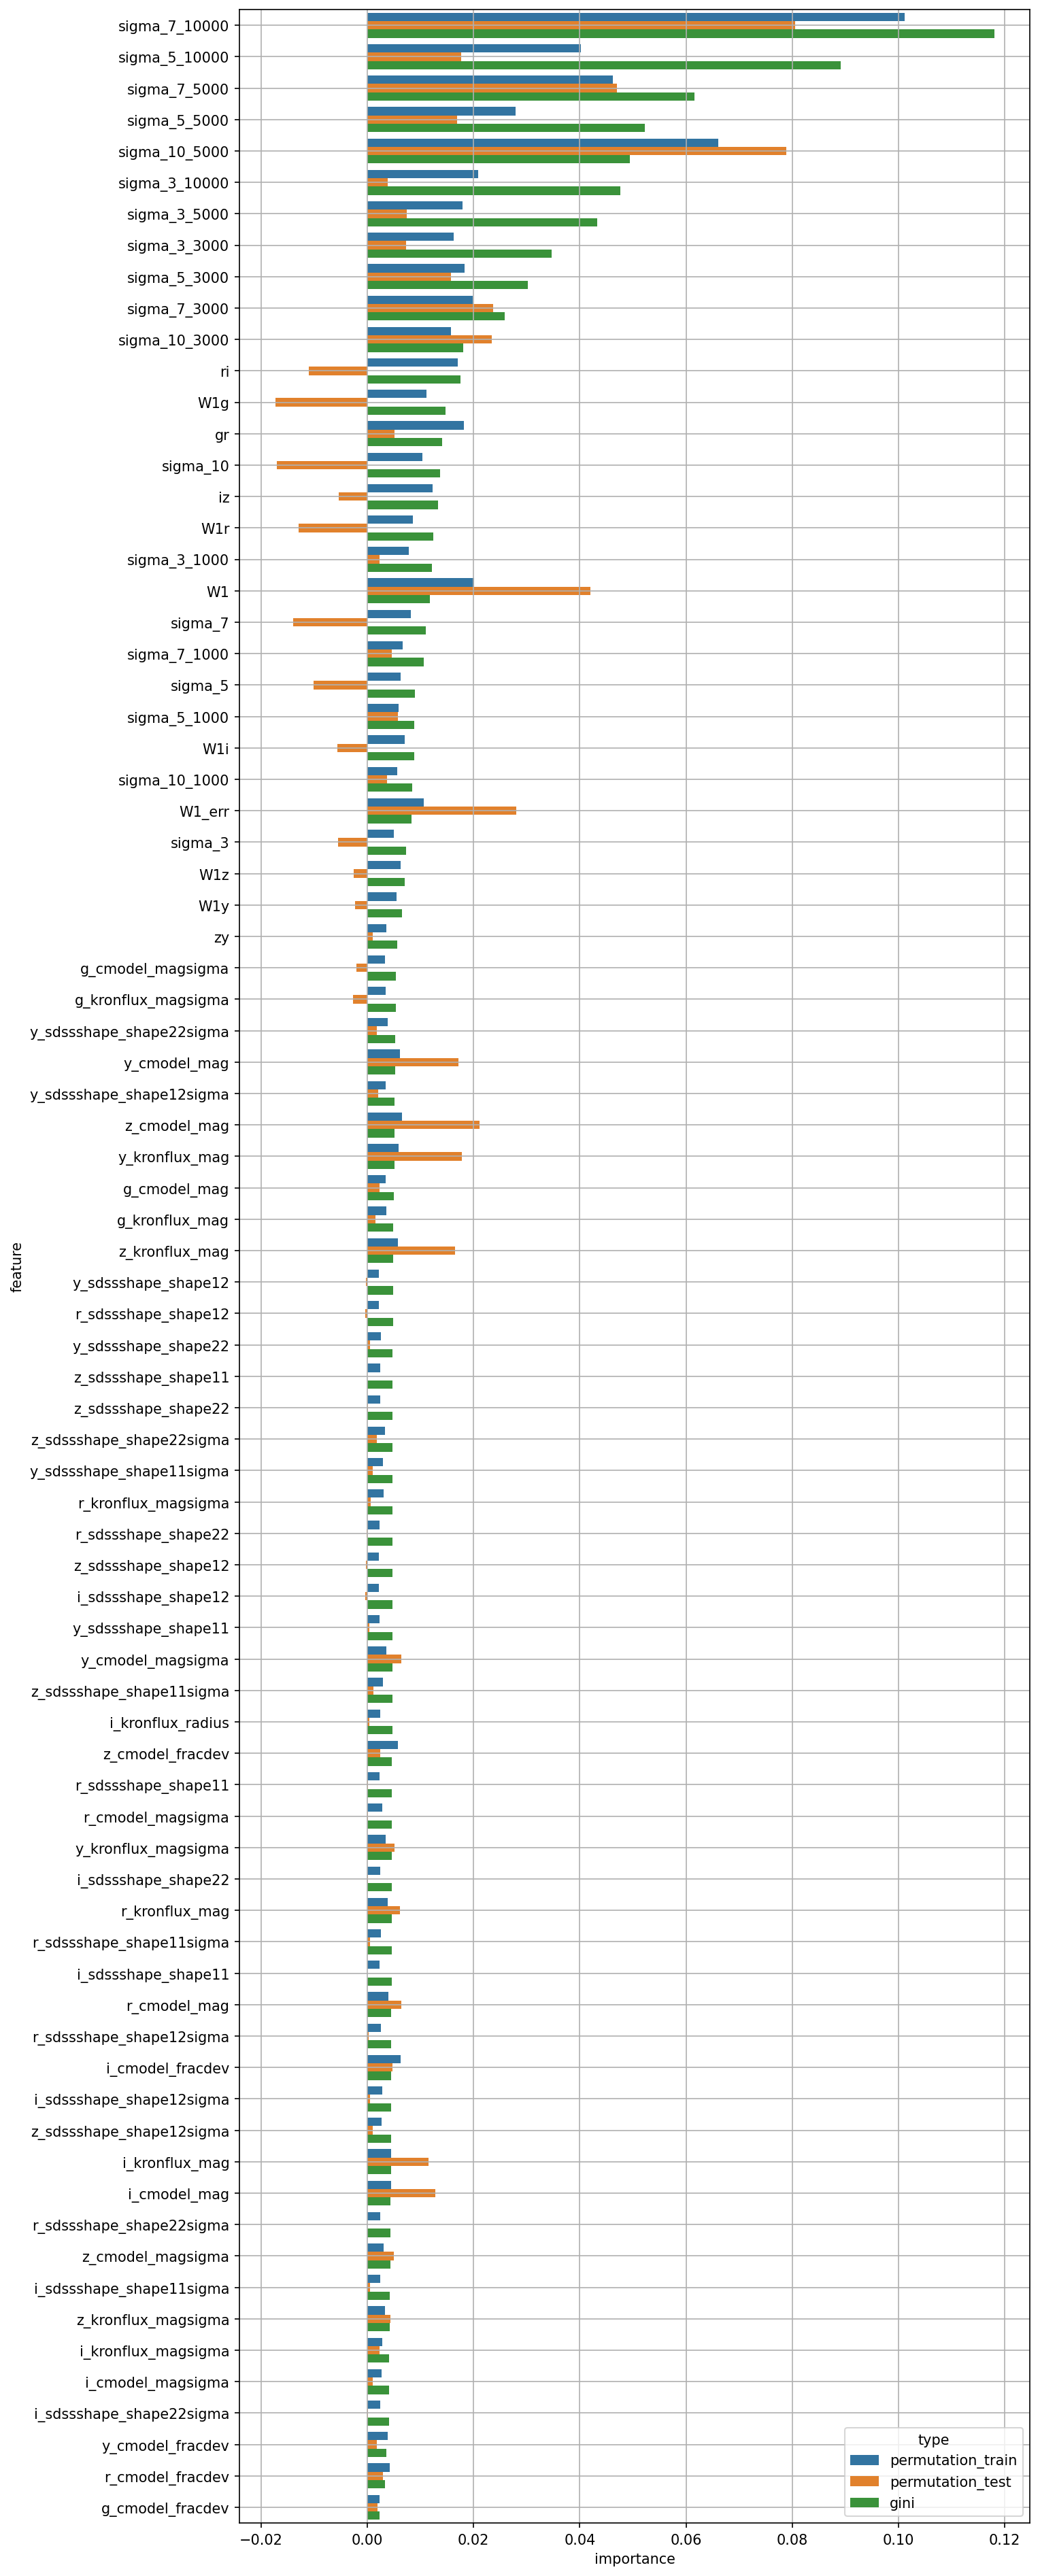 sigma_7_10000
sigma_5_10000
sigma_7_5000
sigma_5_5000
sigma_10_5000
sigma_3_10000
sigma_3_5000
sigma_3_3000
sigma_5_3000
sigma_7_3000
sigma_10_3000
ri
W1g
gr
sigma_10
iz
W1r
sigma_3_1000
W1
sigma_7
sigma_7_1000
sigma_5
sigma_5_1000
W1i
sigma_10_1000
W1_err
sigma_3
W1z
W1y
zy
g_cmodel_magsigma
g_kronflux_magsigma
y_sdssshape_shape22sigma
y_cmodel_mag
y_sdssshape_shape12sigma
z_cmodel_mag
y_kronflux_mag
g_cmodel_mag
g_kronflux_mag
z_kronflux_mag
y_sdssshape_shape12
r_sdssshape_shape12
y_sdssshape_shape22
z_sdssshape_shape11
z_sdssshape_shape22
z_sdssshape_shape22sigma
y_sdssshape_shape11sigma
r_kronflux_magsigma
r_sdssshape_shape22
z_sdssshape_shape12
i_sdssshape_shape12
y_sdssshape_shape11
y_cmodel_magsigma
z_sdssshape_shape11sigma
i_kronflux_radius
z_cmodel_fracdev
r_sdssshape_shape11
r_cmodel_magsigma
y_kronflux_magsigma
i_sdssshape_shape22
r_kronflux_mag
r_sdssshape_shape11sigma
i_sdssshape_shape11
r_cmodel_mag
r_sdssshape_shape12sigma
i_cmodel_fracdev
i_sdssshape_shape12sigma
z_sdssshape_shape12sigma
i_kronflux_mag
i_cmodel_mag
r_sdssshape_shape22sigma
z_cmodel_magsigma
i_sdssshape_shape11sigma
z_kronflux_magsigma
i_kronflux_magsigma
i_cmodel_magsigma
i_sdssshape_shape22sigma
y_cmodel_fracdev
r_cmodel_fracdev
g_cmodel_fracdev
feature
type
permutation_train
permutation_test
gini
−0.02 0.00 0.02 0.04 0.06 0.08 0.10 0.12
importance